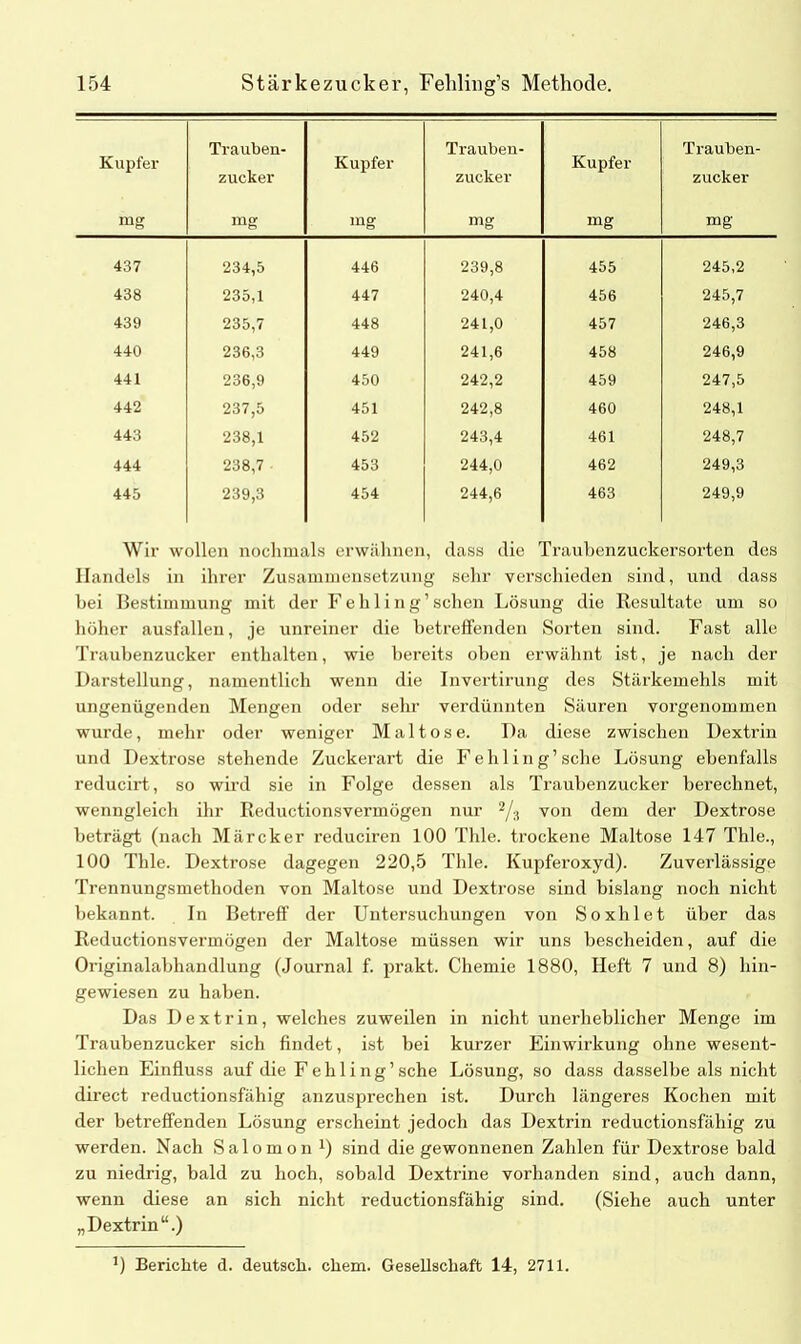 154 Stärkezucker, Fehling's Methode.
Kupfer Trauben- Kupfer Trauben- Kupfer Trauben-
zucker zucker zucker
mg mg mg mg mg mg
437 234,5 446 239,8 455 245,2
438 235,1 447 240,4 456 245,7
439 235,7 448 241,0 457 246,3
440 236,3 449 241,6 458 246,9
441 236,9 450 242,2 459 247,5
442 237,5 451 242,8 460 248,1
443 238,1 452 243,4 461 248,7
444 238,7 453 244,0 462 249,3
445 239,3 454 244,6 463 249,9
Wir wollen nochmals erwähnen, dass die Traubenzuckersorten des
Handels in ihrer Zusammensetzung sehr verschieden sind, und dass
bei Bestimmung mit der Fehling'schen Lösung die Resultate um so
höher ausfallen, je unreiner die betreffenden Sorten sind. Fast alle
Traubenzucker enthalten, wie bereits oben erwähnt ist, je nach der
Darstellung, namentlich wenn die Invertirung des Stärkemehls mit
ungenügenden Mengen oder sehr verdünnten Säuren vorgenommen
wurde, mehr oder weniger Maltose. Da diese zwischen Dextrin
und Dextrose stehende Zuckerart die Fehling'sche Lösung ebenfalls
reducirt, so wird sie in Folge dessen als Traubenzucker berechnet,
wenngleich ihr Reductionsvermögen nur 2/3 von dem der Dextrose
beträgt (nach Märcker reduciren 100 Thle. trockene Maltose 147 Thle.,
100 Thle. Dextrose dagegen 220,5 Thle. Kupferoxyd). Zuverlässige
Trennungsmethoden von Maltose und Dextrose sind bislang noch nicht
bekannt. In Betreff der Untersuchungen von Soxhlet über das
Reductionsvermögen der Maltose müssen wir uns bescheiden, auf die
Originalabhandlung (Journal f. prakt. Chemie 1880, Heft 7 und 8) hin-
gewiesen zu haben.
Das Dextrin, welches zuweilen in nicht unerheblicher Menge im
Traubenzucker sich findet, ist bei kurzer Einwirkung ohne wesent-
lichen Einfluss auf die Fehling'sche Lösung, so dass dasselbe als nicht
direct reductionsfähig anzusprechen ist. Durch längeres Kochen mit
der betreffenden Lösung erscheint jedoch das Dextrin reductionsfähig zu
werden. Nach Salomon ¹) sind die gewonnenen Zahlen für Dextrose bald
zu niedrig, bald zu hoch, sobald Dextrine vorhanden sind, auch dann,
wenn diese an sich nicht reductionsfähig sind. (Siehe auch unter
„Dextrin“.)
¹) Berichte d. deutsch. chem. Gesellschaft 14, 2711.